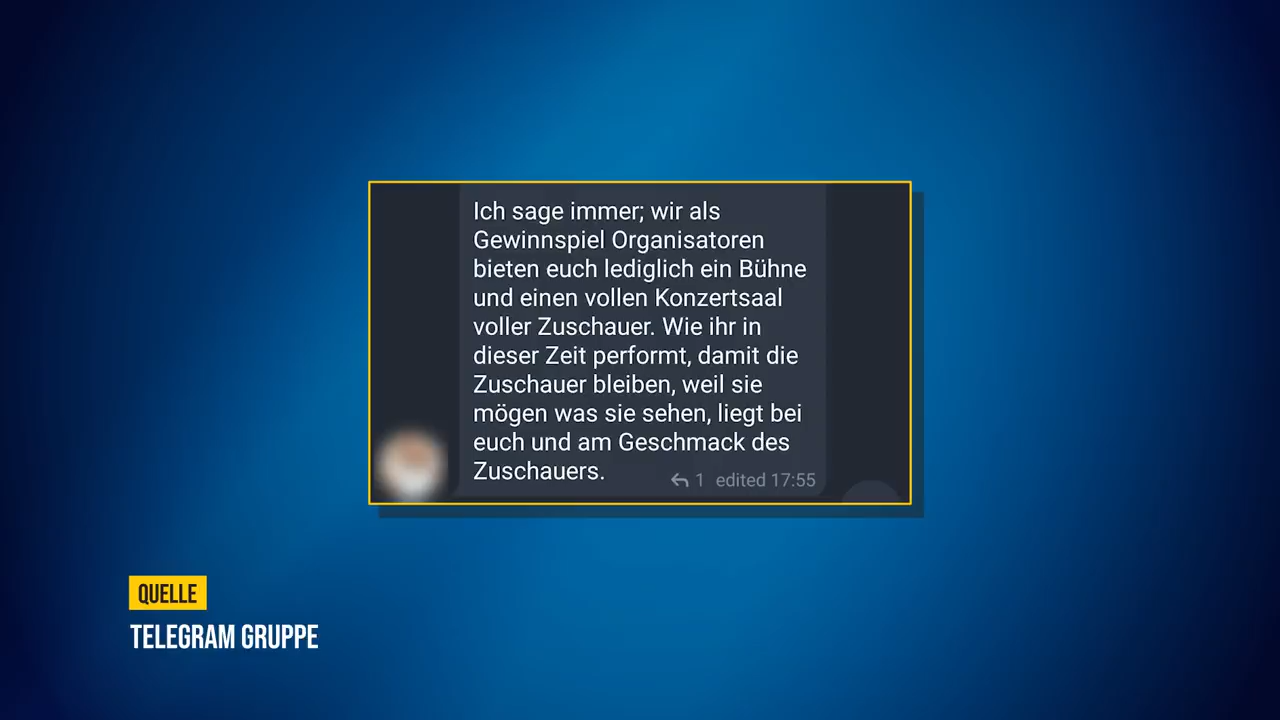 Ich sage immer; wir als
Gewinnspiel Organisatoren
bieten euch lediglich ein Bühne
und einen vollen Konzertsaal
voller Zuschauer. Wie ihr in
dieser Zeit performt, damit die
Zuschauer bleiben, weil sie
mögen was sie sehen, liegt bei
euch und am Geschmack des
Zuschauers.
1 edited 17:55
QUELLE
TELEGRAM GRUPPE